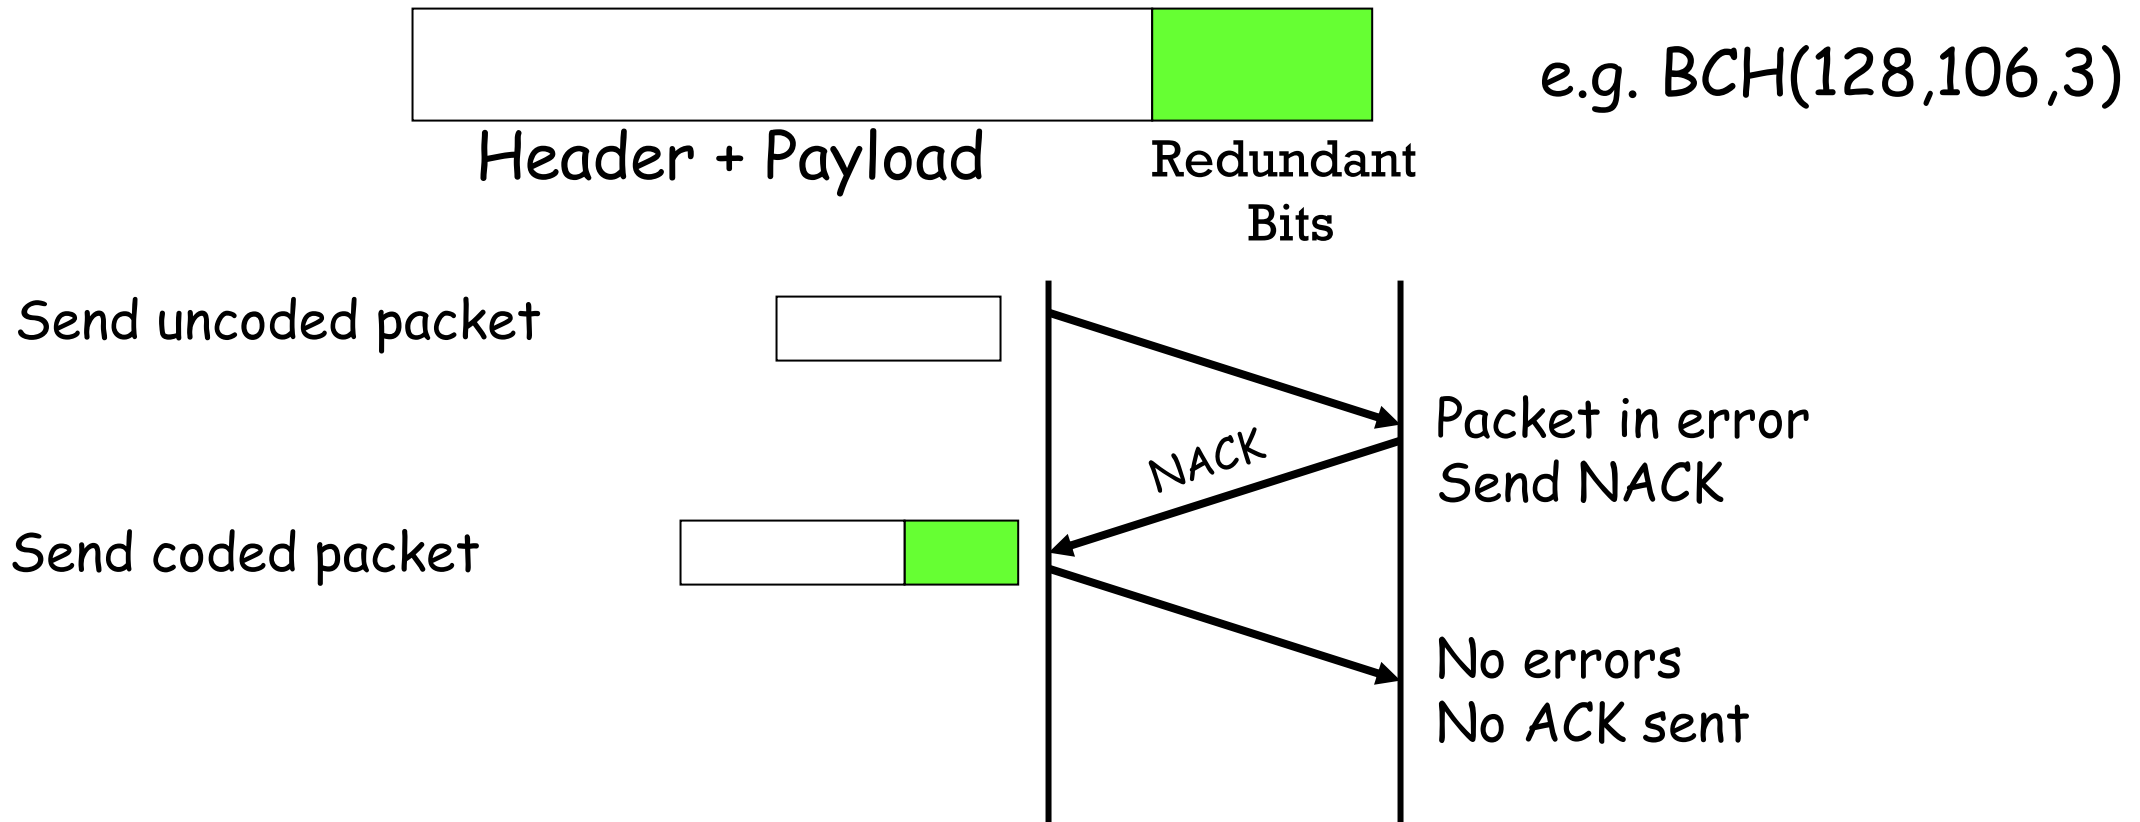 e.g. BCH(128,106,3)
Header + Payload
Redundant
Bits
Send uncoded packet
Packet in error
Send NACK
NACK
Send coded packet
No errors
No ACK sent